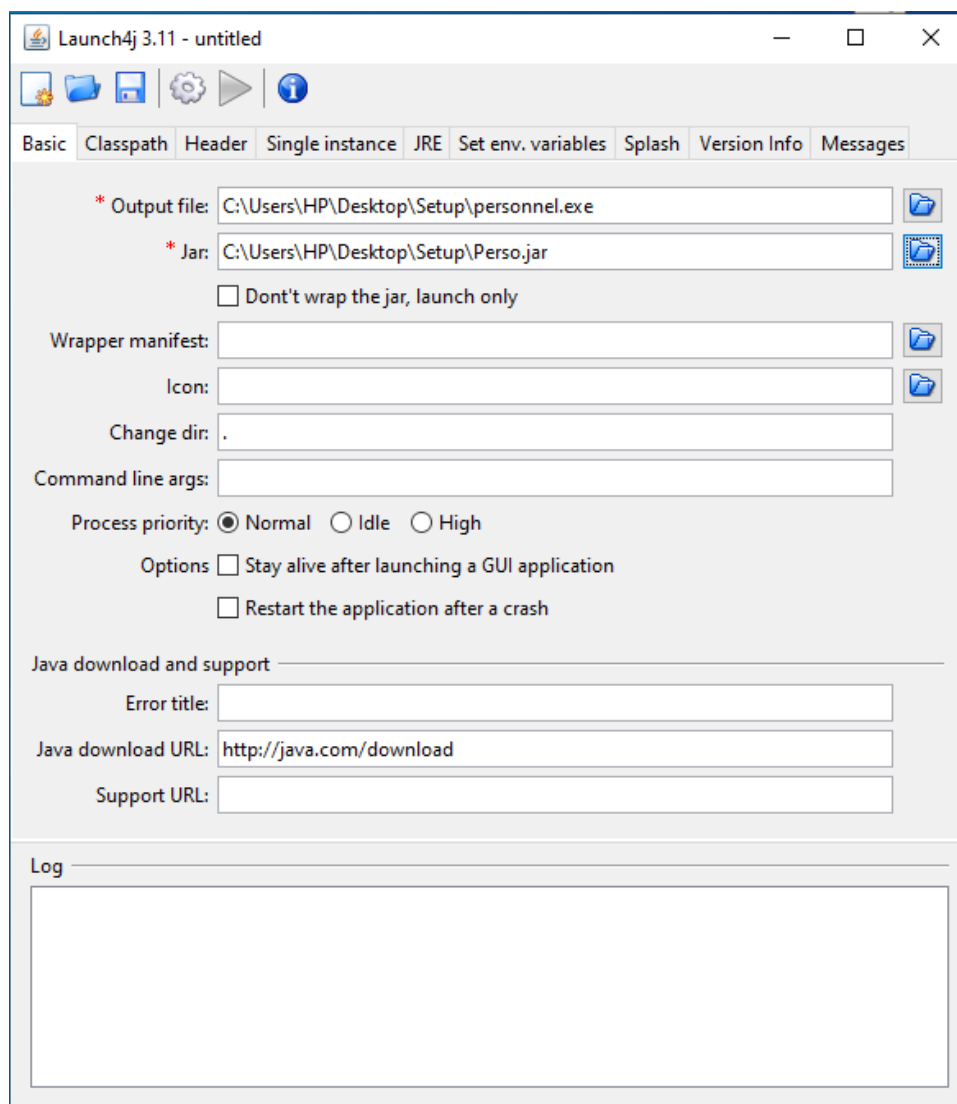 Launch4j 3.11 - untitled
Basic Classpath Header Single instance JRE Set env. variables Splash Version Info Messages
* Output file: C:\Users\HP\Desktop\Setup\personnel.exe
* Jar: C:\Users\HP\Desktop\Setup\Perso.jar
Dont't wrap the jar, launch only
Wrapper manifest:
Icon:
Change dir: .
Command line args:
Process priority: Normal Idle High
Options Stay alive after launching a GUI application
Restart the application after a crash
Java download and support
Error title:
Java download URL: http://java.com/download
Support URL:
Log